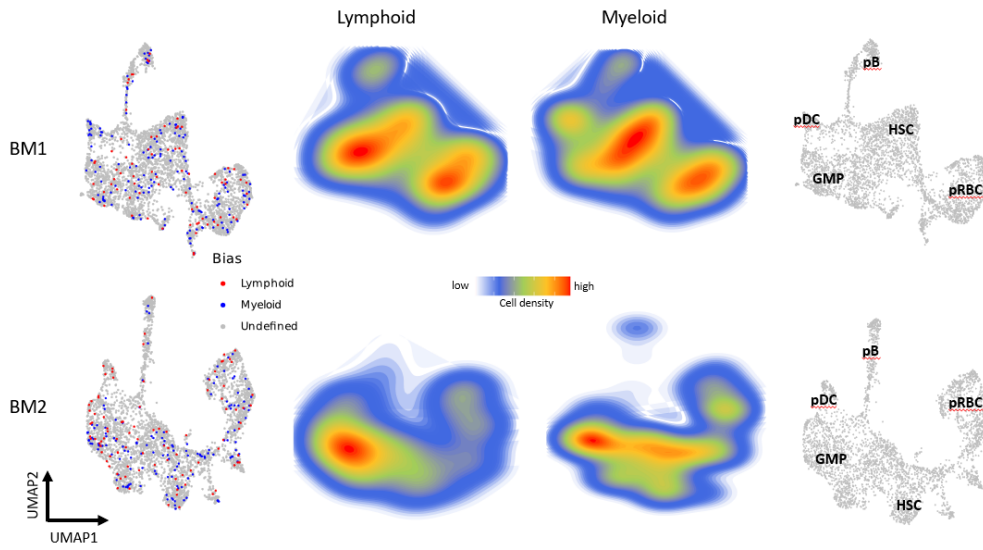 Lymphoid
Myeloid
BM1
pB
pDC
HSC
GMP
pRBC
Bias
Lymphoid
Myeloid
Undefined
low
high
Cell density
BM2
pB
pDC
pRBC
GMP
HSC
UMAP2
UMAP1